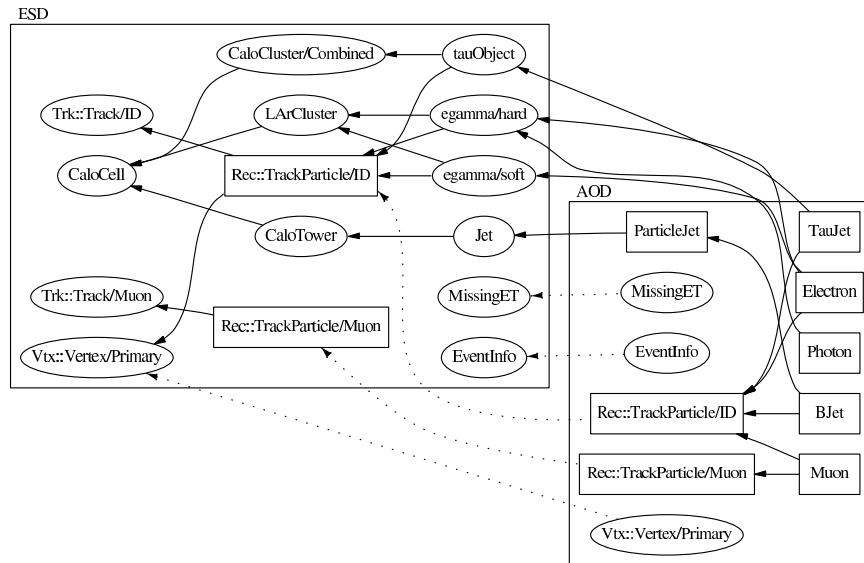 ESD
CaloCluster/Combined
tauObject
Trk::Track/ID
LArCluster
egamma/hard
CaloCell
Rec::TrackParticle/ID
egamma/soft
AOD
CaloTower
Jet
ParticleJet
TauJet
Trk::Track/Muon
MissingET
MissingET
Electron
Rec::TrackParticle/Muon
Vtx::Vertex/Primary
EventInfo
EventInfo
Photon
Rec::TrackParticle/ID
BJet
Rec::TrackParticle/Muon
Muon
Vtx::Vertex/Primary